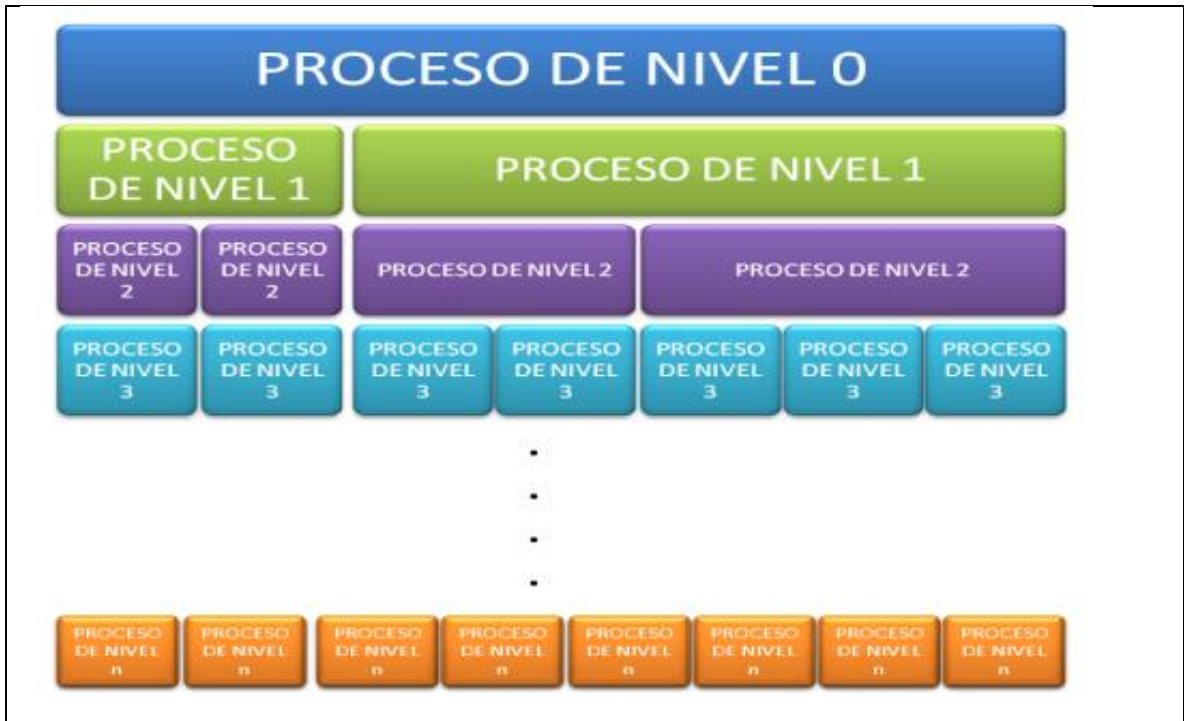 PROCESO DE NIVEL 0
PROCESO
DE NIVEL 1
PROCESO DE NIVEL 1
PROCESO
DE NIVEL
2
PROCESO
DE NIVEL
2
PROCESO DE NIVEL 2
PROCESO DE NIVEL 2
PROCESO
DE NIVEL
3
PROCESO
DE NIVEL
3
PROCESO
DE NIVEL
3
PROCESO
DE NIVEL
3
PROCESO
DE NIVEL
3
PROCESO
DE NIVEL
3
PROCESO
DE NIVEL
3
PROCESO
DE NIVEL
n
PROCESO
DE NIVEL
n
PROCESO
DE NIVEL
n
PROCESO
DE NIVEL
n
PROCESO
DE NIVEL
n
PROCESO
DE NIVEL
n
PROCESO
DE NIVEL
n
PROCESO
DE NIVEL
n